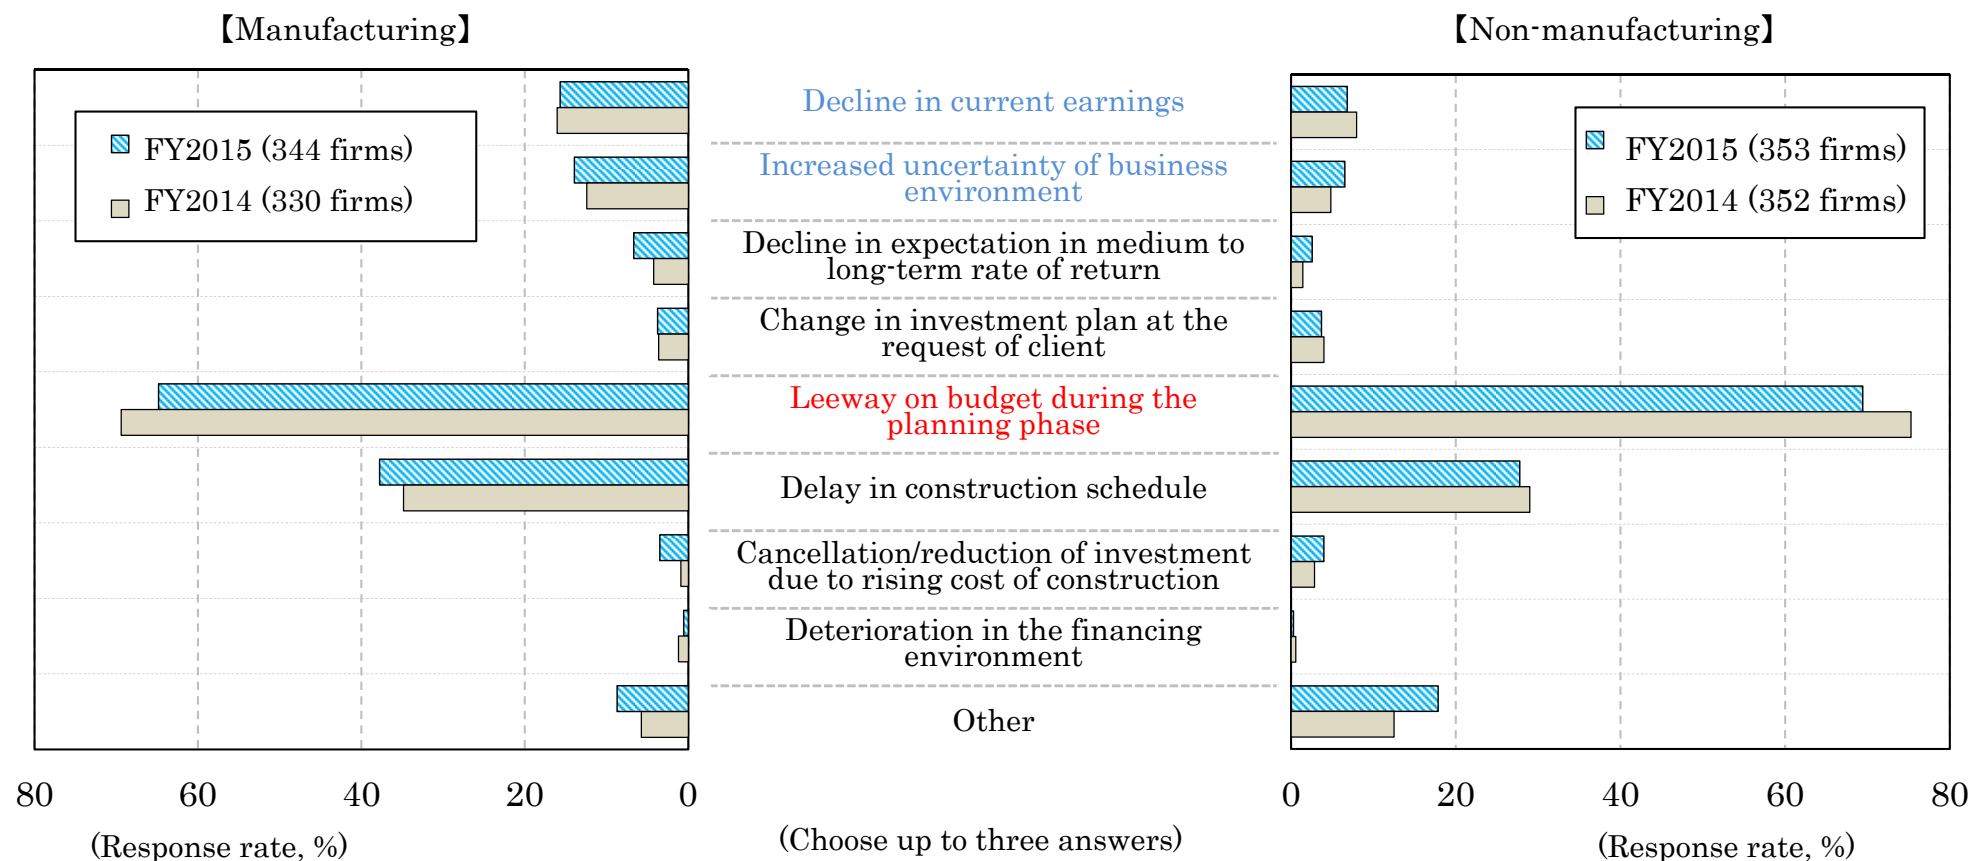 【Manufacturing】
【Non-manufacturing】
FY2015 (344 firms)
FY2014 (330 firms)
Decline in current earnings
Increased uncertainty of business
environment
Decline in expectation in medium to
long-term rate of return
Change in investment plan at the
request of client
Leeway on budget during the
planning phase
Delay in construction schedule
Cancellation/reduction of investment
due to rising cost of construction
Deterioration in the financing
environment
Other
FY2015 (353 firms)
FY2014 (352 firms)
80 60 40 20 0
0 20 40 60 80
(Response rate, %)
(Choose up to three answers)
(Response rate, %)